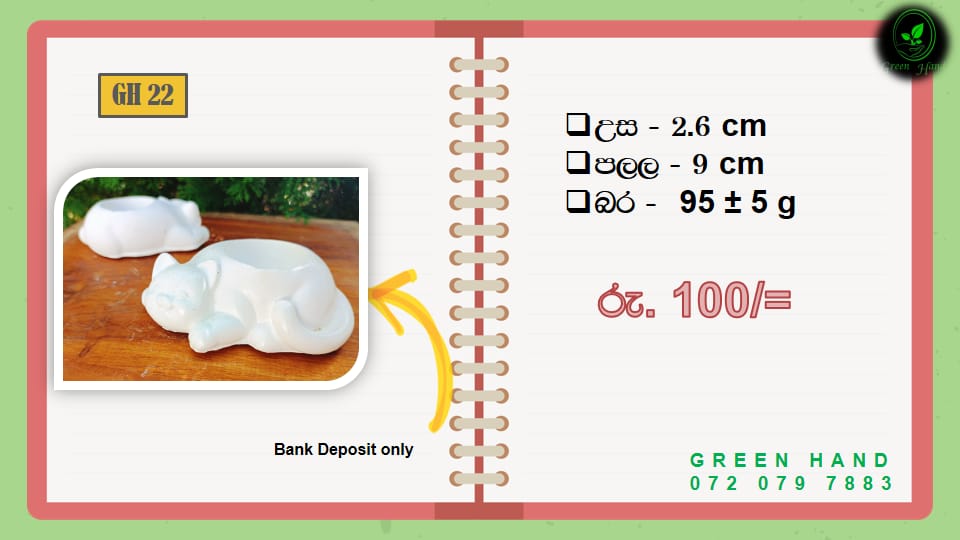 GH 22
Bank Deposit only
Green Hand
❑උස - 2.6 cm
❑පළල - 9 cm
❑බර - 95 ± 5 g
රු. 100/=
GREEN HAND
072 079 7883